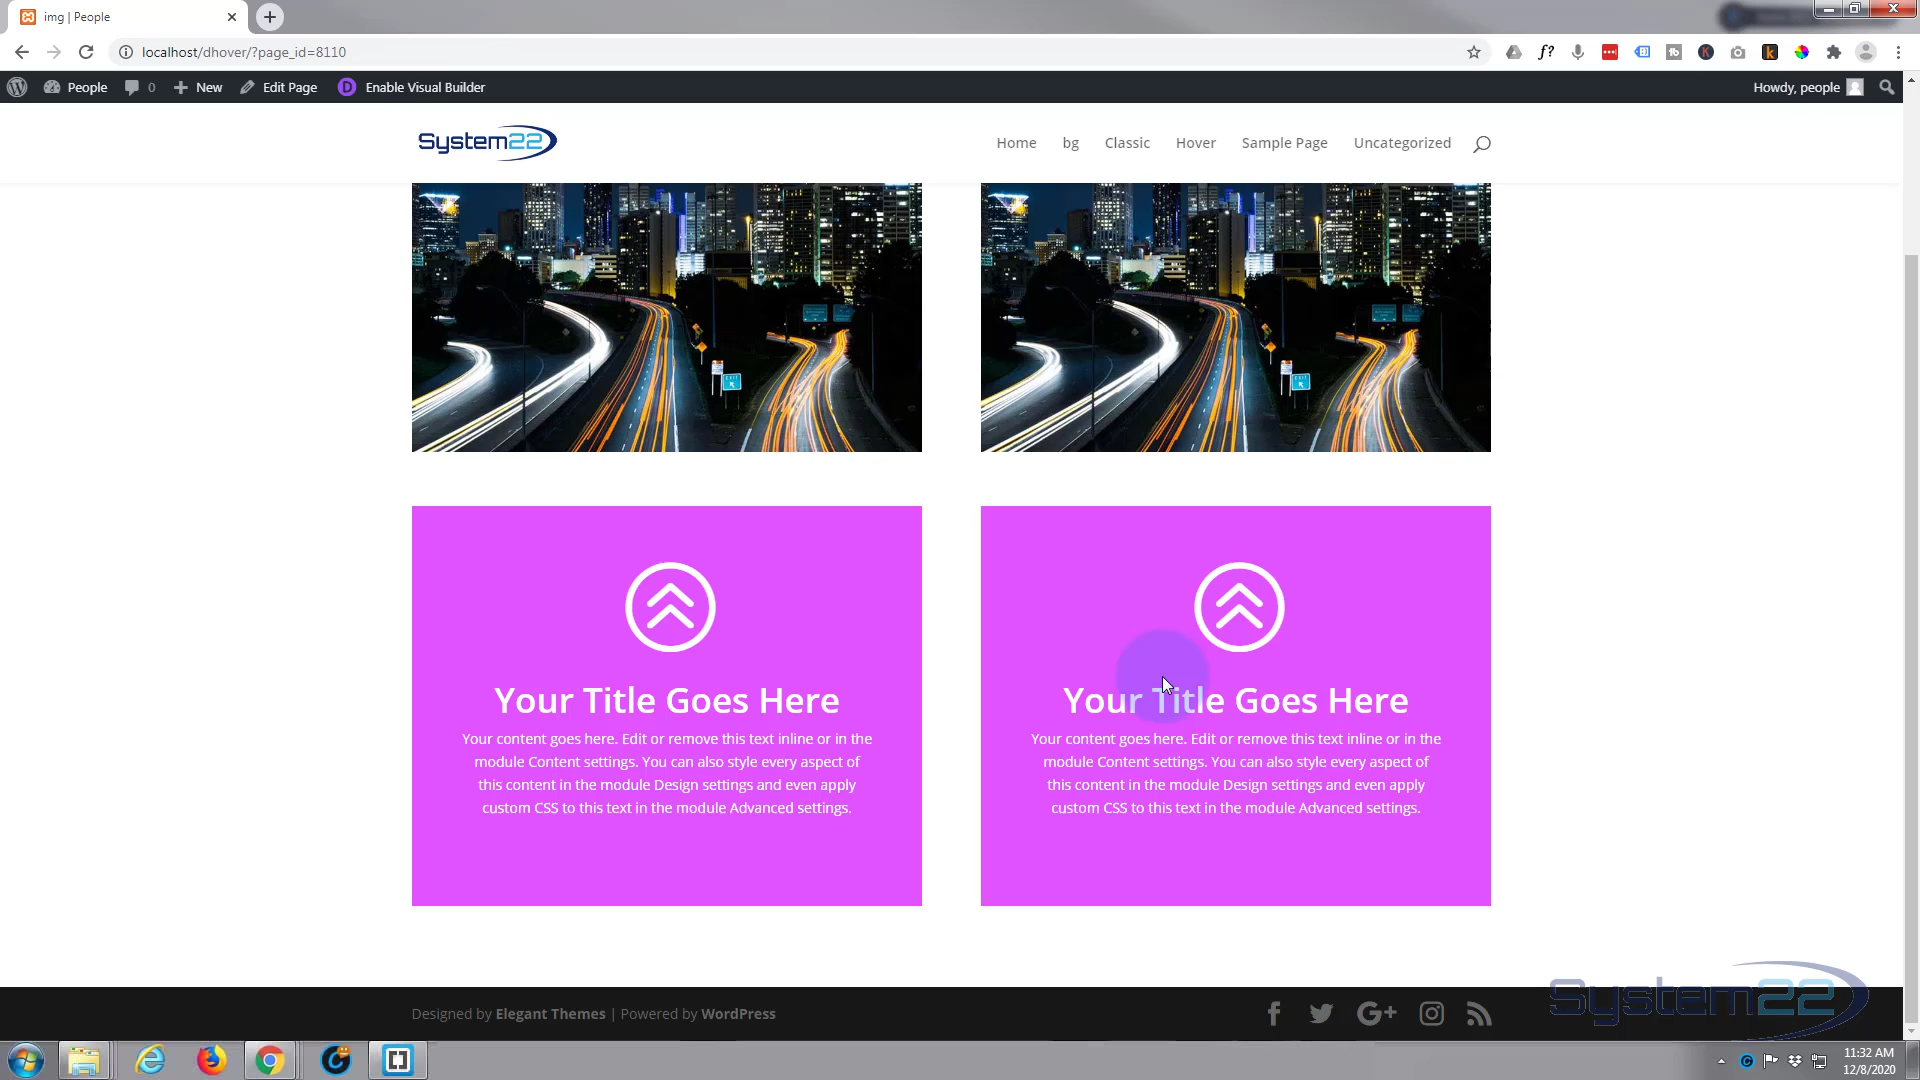 img | People
localhost/dhover/?page_id=8110
f?
People
0
New
Edit Page
D
Enable Visual Builder
Howdy, people
System22
Home
bg
Classic
Hover
Sample Page
Uncategorized
EXIT
EXIT
Your Title Goes Here
Your content goes here. Edit or remove this text inline or in the
module Content settings. You can also style every aspect of
this content in the module Design settings and even apply
custom CSS to this text in the module Advanced settings.
Your Title Goes Here
Your content goes here. Edit or remove this text inline or in the
module Content settings. You can also style every aspect of
this content in the module Design settings and even apply
custom CSS to this text in the module Advanced settings.
Designed by Elegant Themes | Powered by WordPress
System22
11:32 AM
12/8/2020